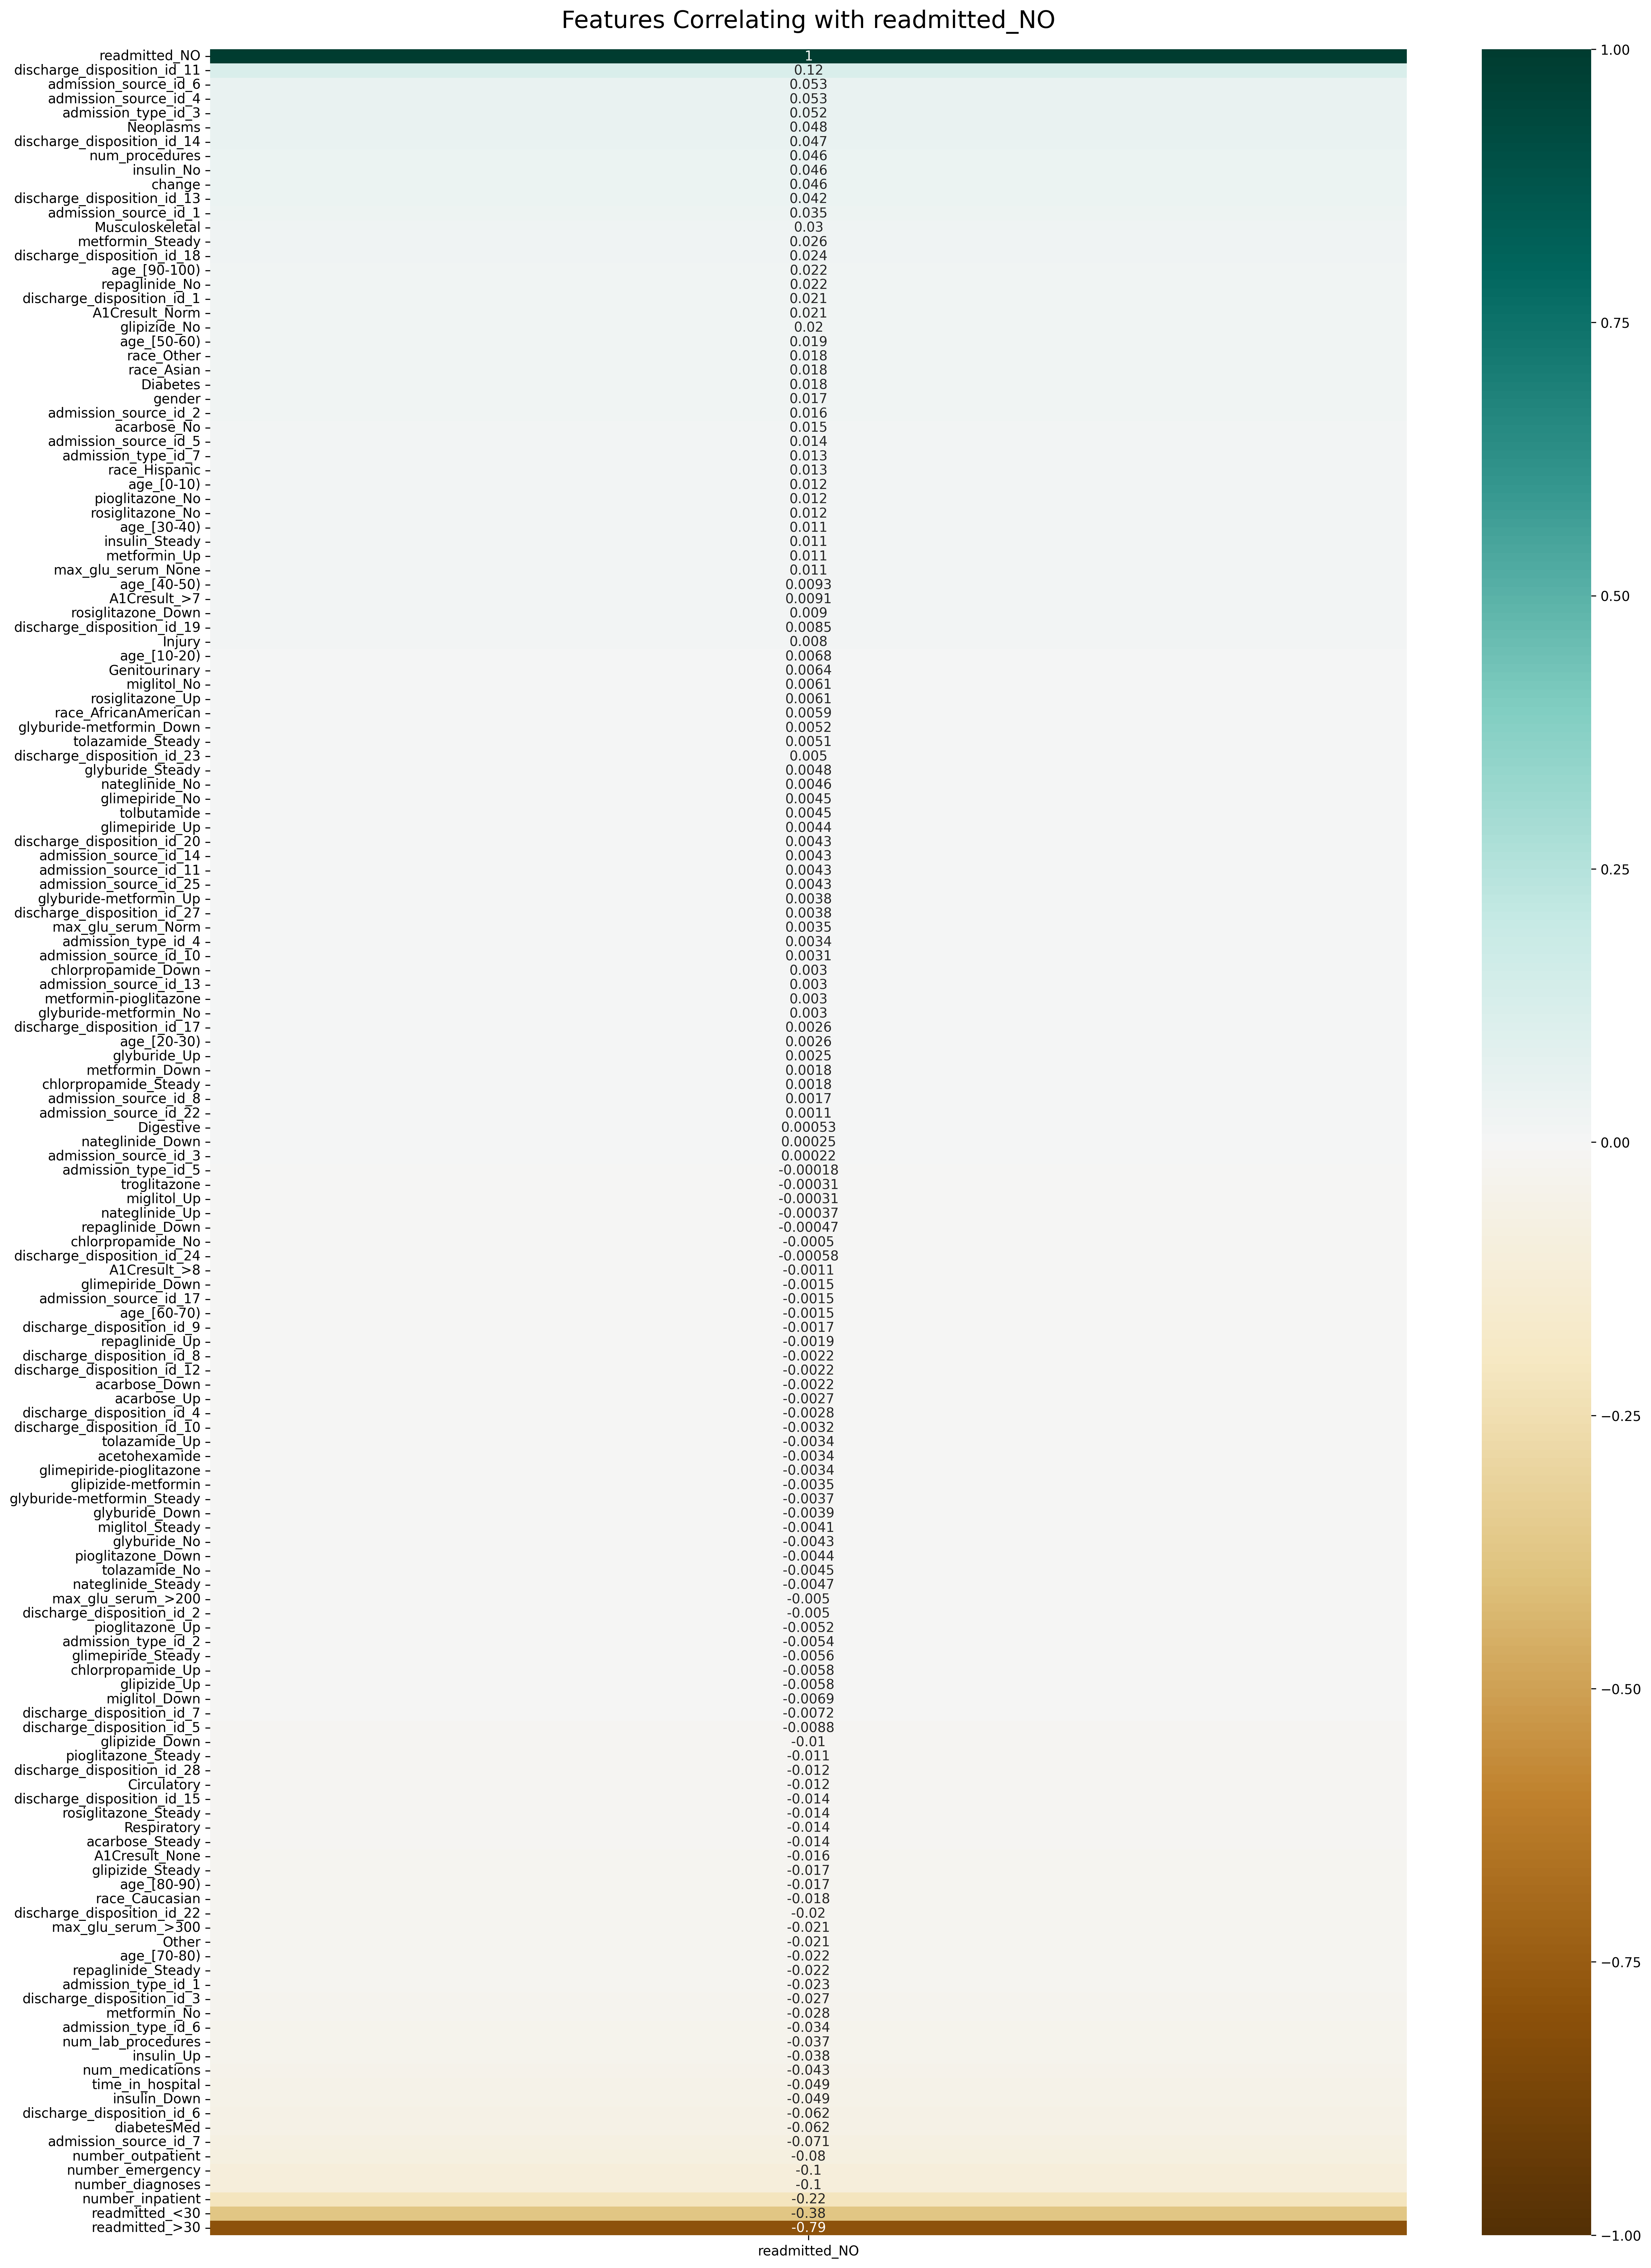 Features Correlating with readmitted_NO
readmitted_NO 1
discharge_disposition_id_11 0.12
admission_source_id_6 0.053
admission_source_id_4 0.053
admission_type_id_3 0.052
Neoplasms 0.048
discharge_disposition_id_14 0.047
num_procedures 0.046
insulin_No 0.046
change 0.046
discharge_disposition_id_13 0.042
admission_source_id_1 0.035
Musculoskeletal 0.03
metformin_Steady 0.026
discharge_disposition_id_18 0.024
age_[90-100) 0.022
repaglinide_No 0.022
discharge_disposition_id_1 0.021
A1Cresult_Norm 0.021
glipizide_No 0.02
age_[50-60) 0.019
race_Other 0.018
race_Asian 0.018
Diabetes 0.018
gender 0.017
admission_source_id_2 0.016
acarbose_No 0.015
admission_source_id_5 0.014
admission_type_id_7 0.013
race_Hispanic 0.013
age_[0-10) 0.012
pioglitazone_No 0.012
rosiglitazone_No 0.012
age_[30-40) 0.011
insulin_Steady 0.011
metformin_Up 0.011
max_glu_serum_None 0.011
age_[40-50) 0.0093
A1Cresult_>7 0.0091
rosiglitazone_Down 0.009
discharge_disposition_id_19 0.0085
Injury 0.008
age_[10-20) 0.0068
Genitourinary 0.0064
miglitol_No 0.0061
rosiglitazone_Up 0.0061
race_AfricanAmerican 0.0059
glyburide-metformin_Down 0.0052
tolazamide_Steady 0.0051
discharge_disposition_id_23 0.005
glyburide_Steady 0.0048
nateglinide_No 0.0046
glimepiride_No 0.0045
tolbutamide 0.0045
glimepiride_Up 0.0044
discharge_disposition_id_20 0.0043
admission_source_id_14 0.0043
admission_source_id_11 0.0043
admission_source_id_25 0.0043
glyburide-metformin_Up 0.0038
discharge_disposition_id_27 0.0038
max_glu_serum_Norm 0.0035
admission_type_id_4 0.0034
admission_source_id_10 0.0031
chlorpropamide_Down 0.003
admission_source_id_13 0.003
metformin-pioglitazone 0.003
glyburide-metformin_No 0.003
discharge_disposition_id_17 0.0026
age_[20-30) 0.0026
glyburide_Up 0.0025
metformin_Down 0.0018
chlorpropamide_Steady 0.0018
admission_source_id_8 0.0017
admission_source_id_22 0.0011
Digestive 0.00053
nateglinide_Down 0.00025
admission_source_id_3 0.00022
admission_type_id_5 -0.00018
troglitazone -0.00031
miglitol_Up -0.00031
nateglinide_Up -0.00037
repaglinide_Down -0.00047
chlorpropamide_No -0.0005
discharge_disposition_id_24 -0.00058
A1Cresult_>8 -0.0011
glimepiride_Down -0.0015
admission_source_id_17 -0.0015
age_[60-70) -0.0015
discharge_disposition_id_9 -0.0017
repaglinide_Up -0.0019
discharge_disposition_id_8 -0.0022
discharge_disposition_id_12 -0.0022
acarbose_Down -0.0022
acarbose_Up -0.0027
discharge_disposition_id_4 -0.0028
discharge_disposition_id_10 -0.0032
tolazamide_Up -0.0034
acetohexamide -0.0034
glimepiride-pioglitazone -0.0034
glipizide-metformin -0.0035
glyburide-metformin_Steady -0.0037
glyburide_Down -0.0039
miglitol_Steady -0.0041
glyburide_No -0.0043
pioglitazone_Down -0.0044
tolazamide_No -0.0045
nateglinide_Steady -0.0047
max_glu_serum_>200 -0.005
discharge_disposition_id_2 -0.005
pioglitazone_Up -0.0052
admission_type_id_2 -0.0054
glimepiride_Steady -0.0056
chlorpropamide_Up -0.0058
glipizide_Up -0.0058
miglitol_Down -0.0069
discharge_disposition_id_7 -0.0072
discharge_disposition_id_5 -0.0088
glipizide_Down -0.01
pioglitazone_Steady -0.011
discharge_disposition_id_28 -0.012
Circulatory -0.012
discharge_disposition_id_15 -0.014
rosiglitazone_Steady -0.014
Respiratory -0.014
acarbose_Steady -0.014
A1Cresult_None -0.016
glipizide_Steady -0.017
age_[80-90) -0.017
race_Caucasian -0.018
discharge_disposition_id_22 -0.02
max_glu_serum_>300 -0.021
Other -0.021
age_[70-80) -0.022
repaglinide_Steady -0.022
admission_type_id_1 -0.023
discharge_disposition_id_3 -0.027
metformin_No -0.028
admission_type_id_6 -0.034
num_lab_procedures -0.037
insulin_Up -0.038
num_medications -0.043
time_in_hospital -0.049
insulin_Down -0.049
discharge_disposition_id_6 -0.062
diabetesMed -0.062
admission_source_id_7 -0.071
number_outpatient -0.08
number_emergency -0.1
number_diagnoses -0.1
number_inpatient -0.22
readmitted_<30 -0.38
readmitted_>30 -0.79
readmitted_NO
1.00
0.75
0.50
0.25
0.00
−0.25
−0.50
−0.75
−1.00